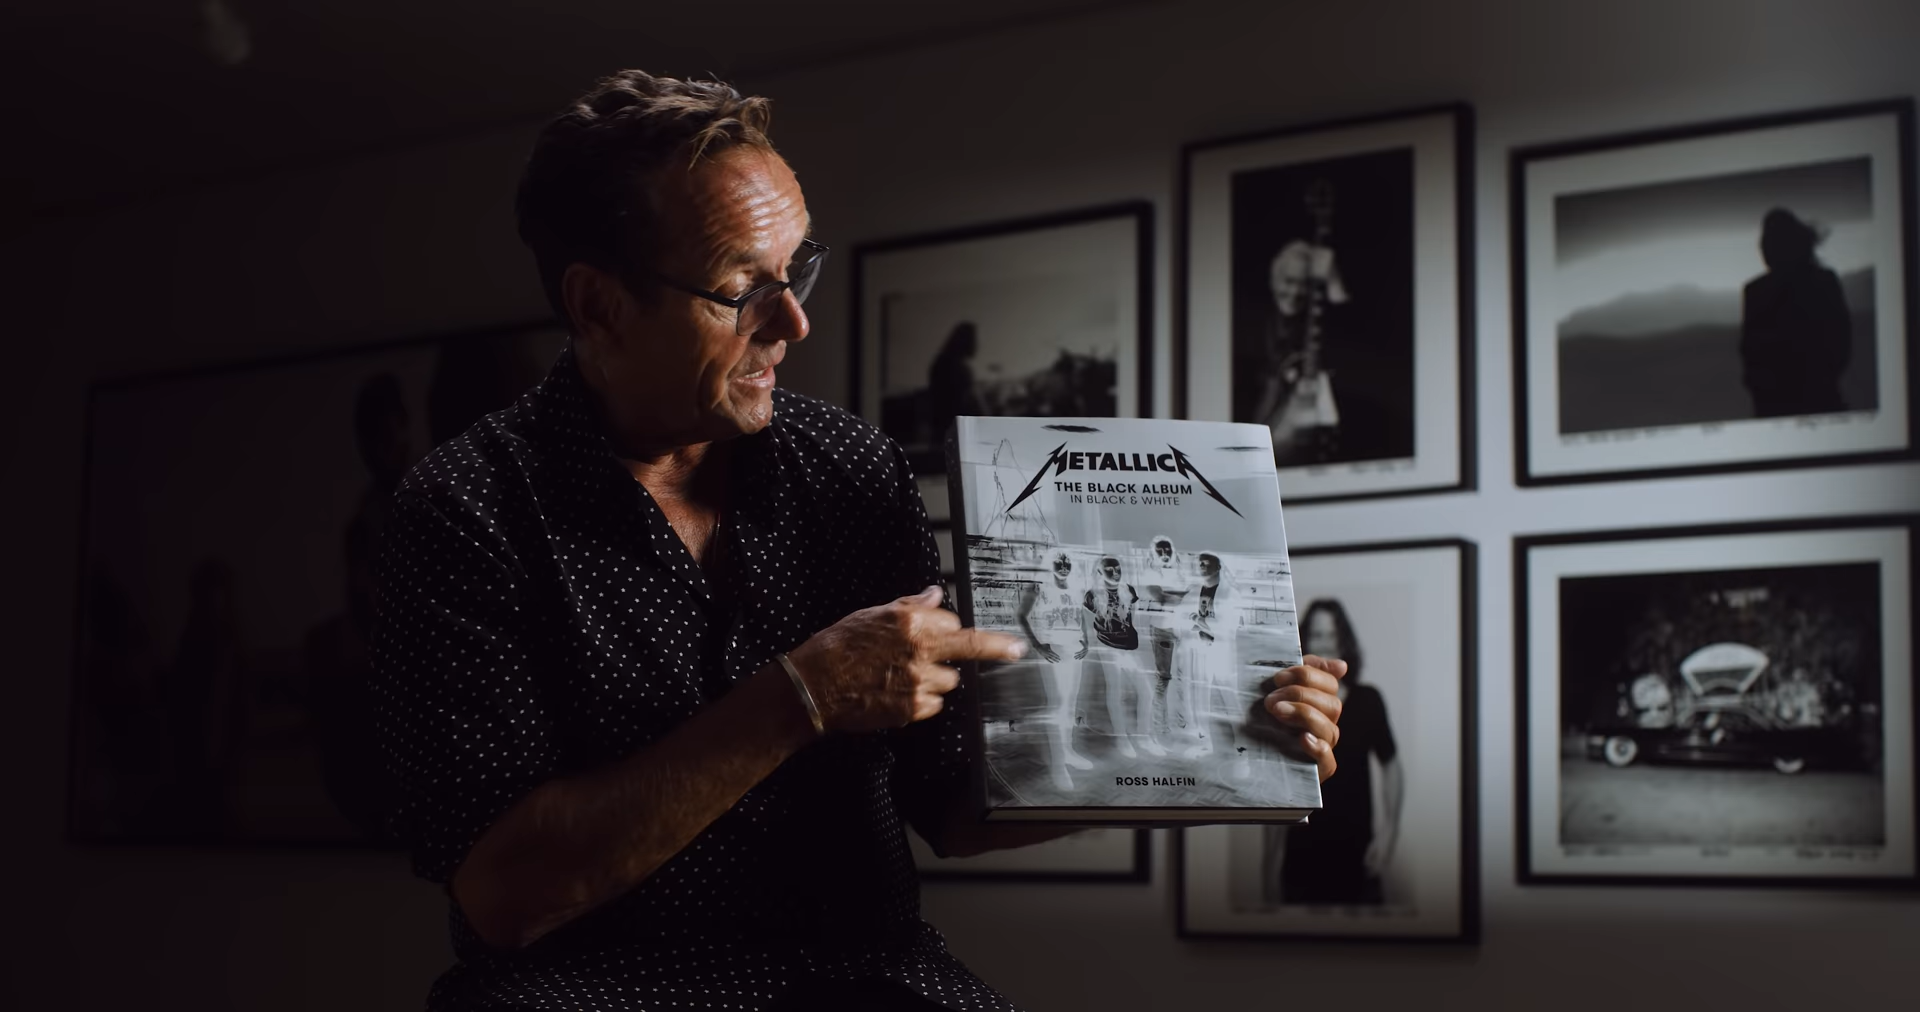 METALLICA
THE BLACK ALBUM
IN BLACK & WHITE
ROSS HALFIN